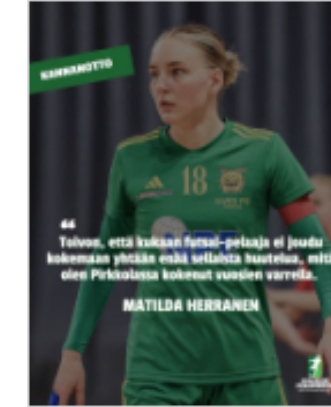 KANNANOTTO
18
“
Toivon, että kukaan futsal-pelaaja ei joudu
kokemaan yhtään enää sellaista huutelua, mitä
olen Pirkkolassa kokenut vuosien varrella.
MATILDA HERRANEN